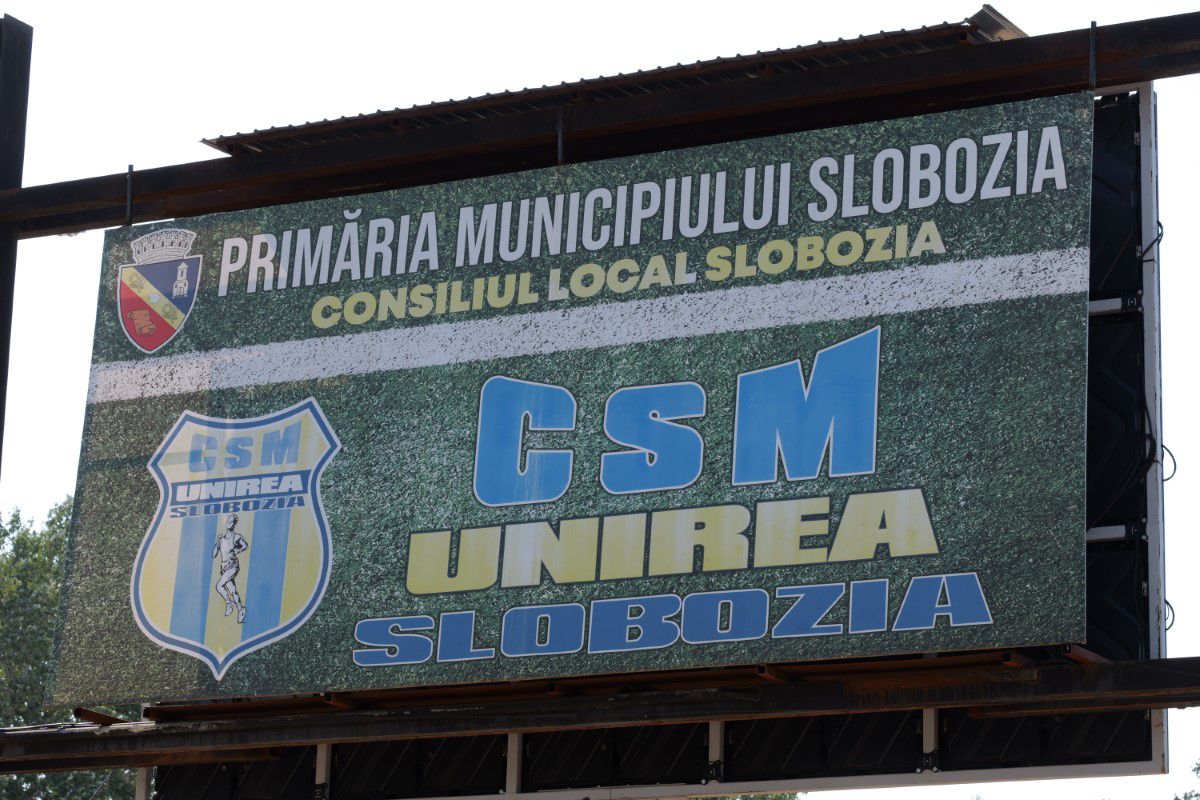 PRIMĂRIA MUNICIPIULUI SLOBOZIA
CONSILIUL LOCAL SLOBOZIA
CSM
UNIREA
SLOBOZIA
CSM
UNIREA
SLOBOZIA